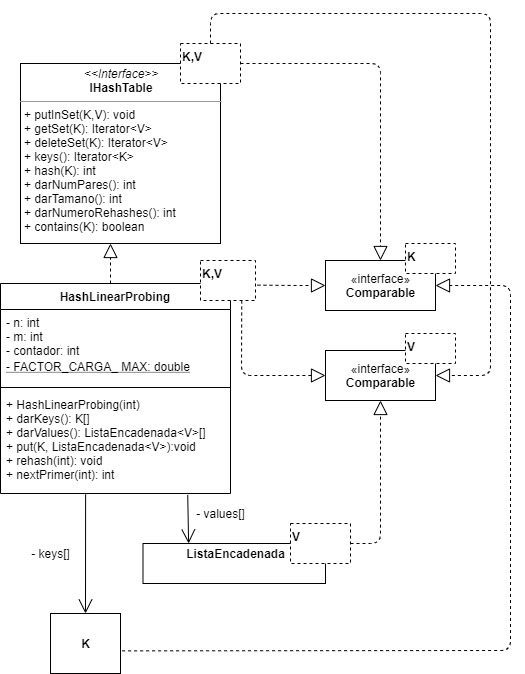 K,V
<<Interface>>
IHashTable
+ putInSet(K,V): void
+ getSet(K): Iterator<V>
+ deleteSet(K): Iterator<V>
+ keys(): Iterator<K>
+ hash(K): int
+ darNumPares(): int
+ darTamano(): int
+ darNumeroRehashes(): int
+ contains(K): boolean
K
«interface»
Comparable
K,V
HashLinearProbing
- n: int
- m: int
- contador: int
- FACTOR_CARGA_ MAX: double
+ HashLinearProbing(int)
+ darKeys(): K[]
+ darValues(): ListaEncadenada<V>[]
+ put(K, ListaEncadenada<V>):void
+ rehash(int): void
+ nextPrimer(int): int
V
«interface»
Comparable
- values[]
V
ListaEncadenada
- keys[]
K